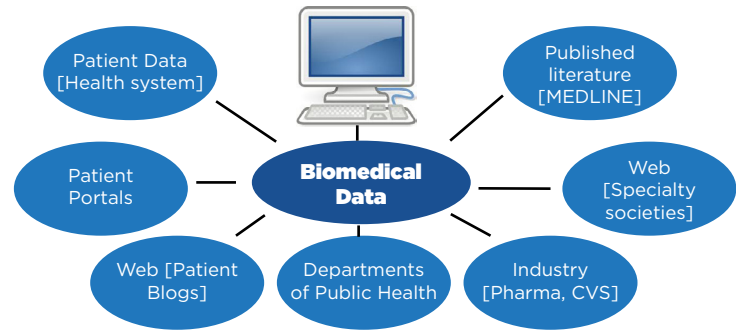 Patient Data
[Health system]
Published
literature
[MEDLINE]
Patient
Portals
Biomedical
Data
Web
[Specialty
societies]
Web [Patient
Blogs]
Departments
of Public Health
Industry
[Pharma, CVS]